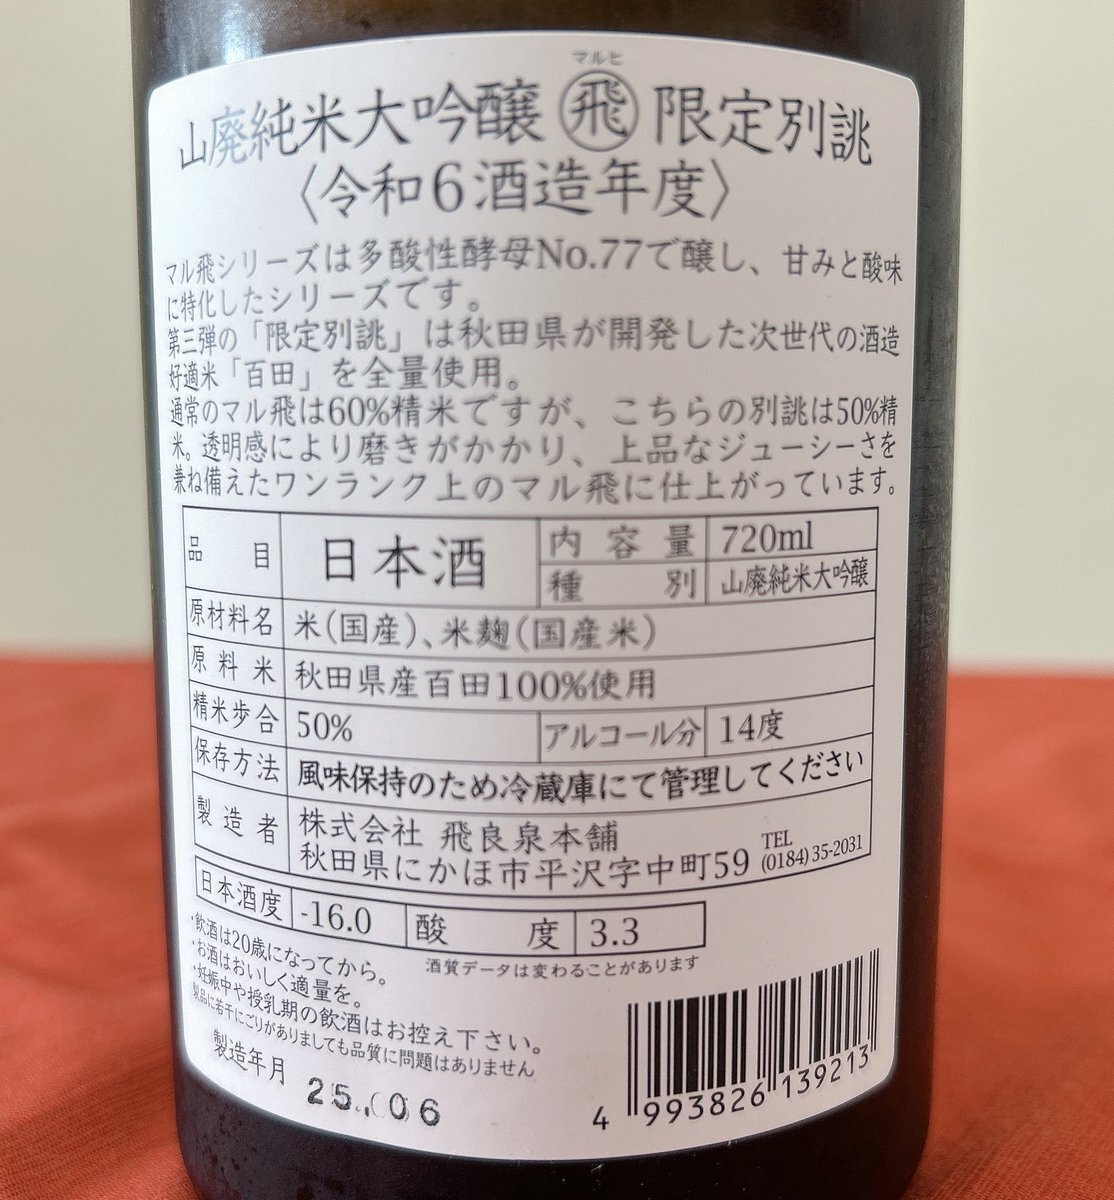 マルヒ
山廃純米大吟醸 ㊙飛 限定別誂
〈令和6酒造年度〉
マル飛シリーズは多酸性酵母No.77で醸し、甘みと酸味
に特化したシリーズです。
第三弾の「限定別誂」は秋田県が開発した次世代の酒造
好適米「百田」を全量使用。
通常のマル飛は60%精米ですが、こちらの別誂は50%精
米。透明感により磨きがかかり、上品なジューシーさを
兼ね備えたワンランク上のマル飛に仕上がっています。
品目 日本酒 内容量 720ml
種別 山廃純米大吟醸
原材料名 米(国産)、米麹(国産米)
原料米 秋田県産百田100%使用
精米歩合 50% アルコール分 14度
保存方法 風味保持のため冷蔵庫にて管理してください
製造者 株式会社 飛良泉本舗
秋田県にかほ市平沢字中町59 TEL (0184)35-2031
日本酒度 -16.0 酸度 3.3
酒質データは変わることがあります
・飲酒は20歳になってから。
・お酒はおいしく適量を。
・妊娠中や授乳期の飲酒はお控え下さい。
製品に若干にごりがありましても品質に問題はありません
製造年月 25.06
4 993826 139213